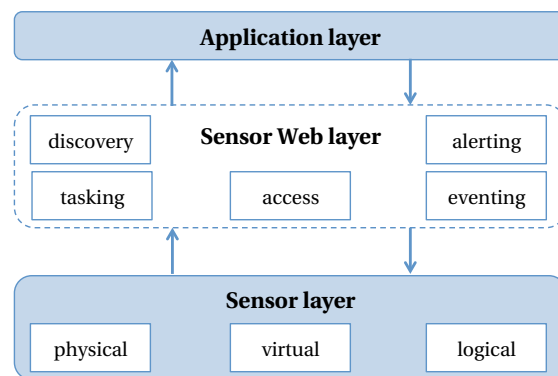 Application layer
discovery
Sensor Web layer
alerting
tasking
access
eventing
Sensor layer
physical
virtual
logical